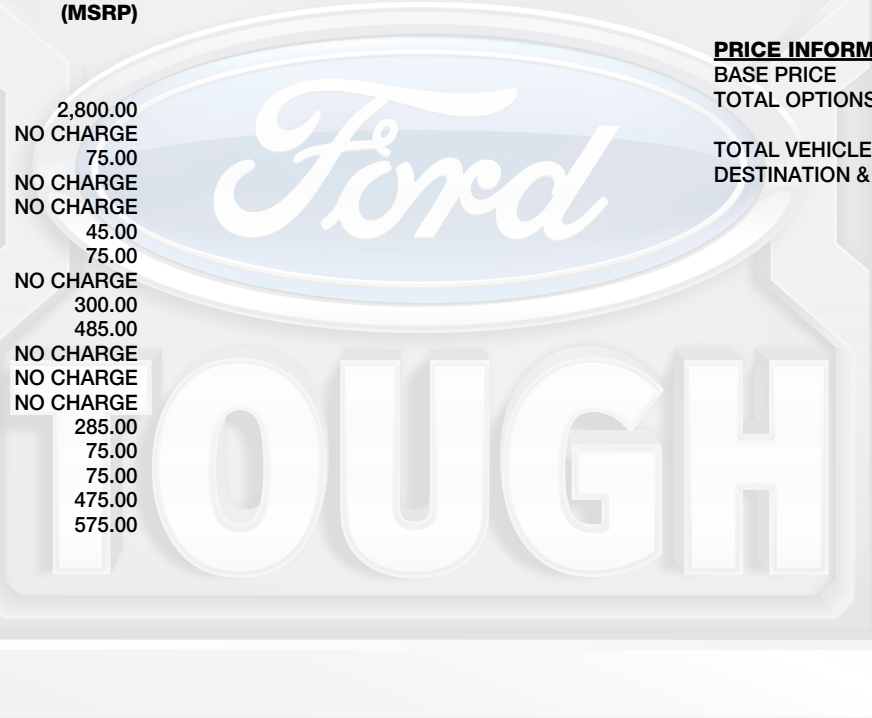 (MSRP)
2,800.00
NO CHARGE
75.00
NO CHARGE
NO CHARGE
45.00
75.00
NO CHARGE
300.00
485.00
NO CHARGE
NO CHARGE
NO CHARGE
285.00
75.00
75.00
475.00
575.00
PRICE INFORM
BASE PRICE
TOTAL OPTIONS
TOTAL VEHICLE
DESTINATION &
Ford
TOUGH